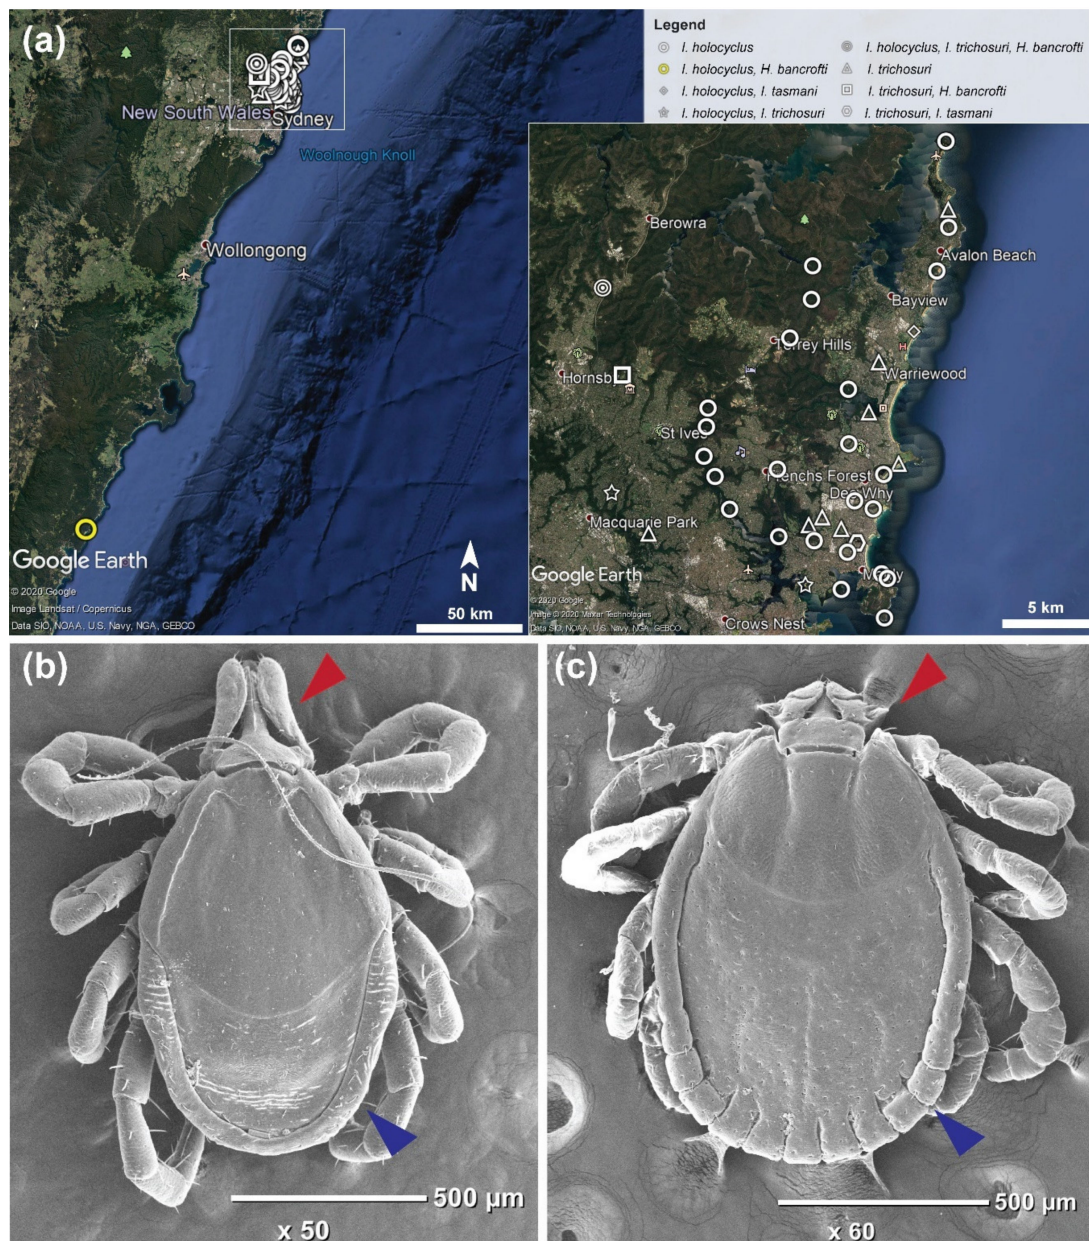 (a)
New South Wales
Sydney
Woolnough Knoll
Wollongong
Google Earth
© 2020 Google
Image Landsat / Copernicus
Data SIO, NOAA, U.S. Navy, NGA, GEBCO
N
50 km
Legend
I. holocyclus
I. holocyclus, H. bancrofti
I. holocyclus, I. tasmani
I. holocyclus, I. trichosuri
I. holocyclus, I. trichosuri, H. bancrofti
I. trichosuri
I. trichosuri, H. bancrofti
I. trichosuri, I. tasmani
Berowra
Avalon Beach
Bayview
Terrey Hills
Warriewood
Hornsby
St Ives
Frenchs Forest
Dee Why
Macquarie Park
Crows Nest
Google Earth
© 2020 Google
Image © 2020 Maxar Technologies
Data SIO, NOAA, U.S. Navy, NGA, GEBCO
5 km
(b)
500 µm
x 50
(c)
500 µm
x 60